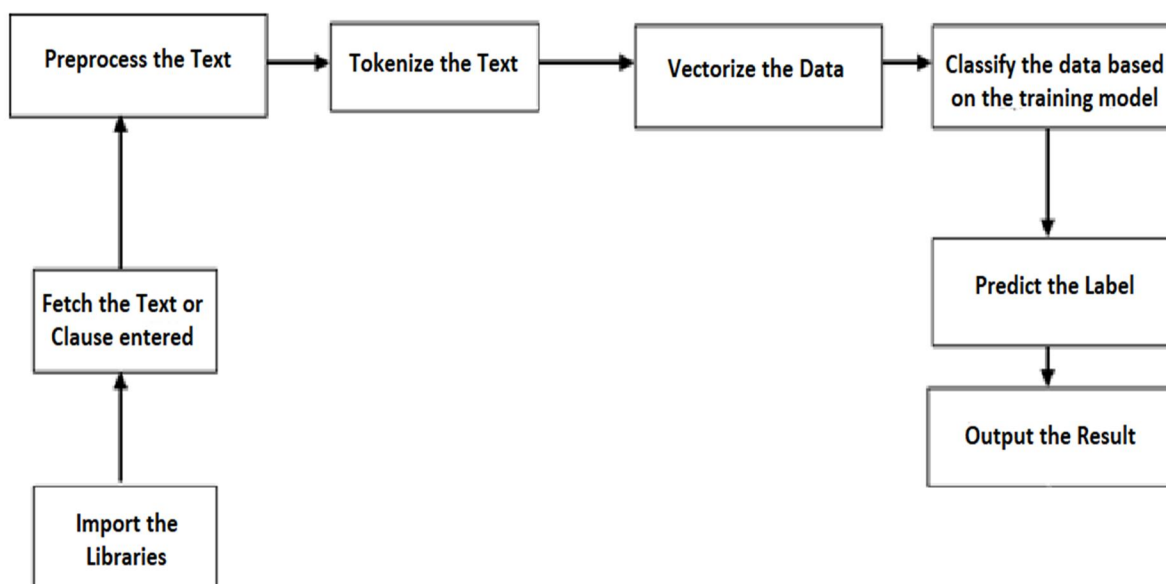 Preprocess the Text
Tokenize the Text
Vectorize the Data
Classify the data based
on the training model
Fetch the Text or
Clause entered
Predict the Label
Output the Result
Import the
Libraries